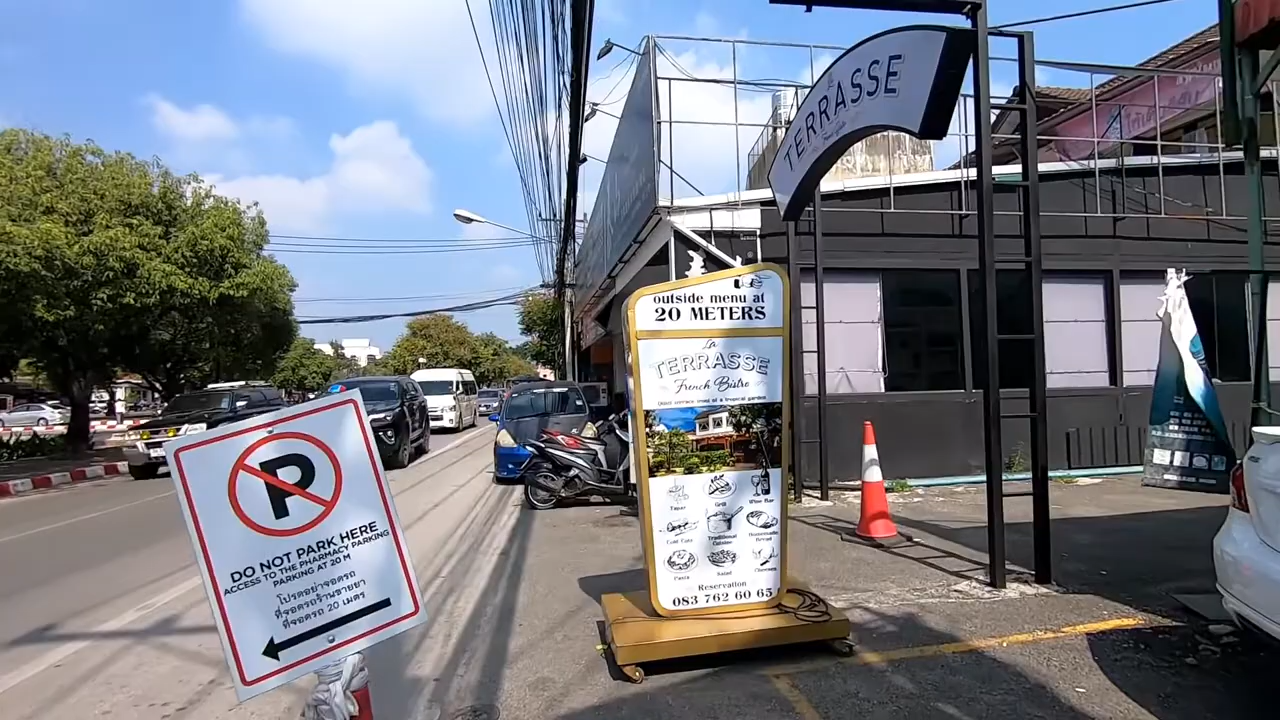 TERRASSE
outside menu at
20 METERS
La
TERRASSE
French Bistro
Tapas
Grill
Wine Bar
Cold Cuts
Traditional
Cuisine
Homemade
Bread
Pasta
Salad
Cheeses
Reservation
083 762 60 65
P
DO NOT PARK HERE
ACCESS TO THE PHARMACY PARKING
PARKING AT 20 M
โปรดอย่าจอดรถ
ที่จอดรถร้านขายยา
ที่จอดรถ 20 เมตร